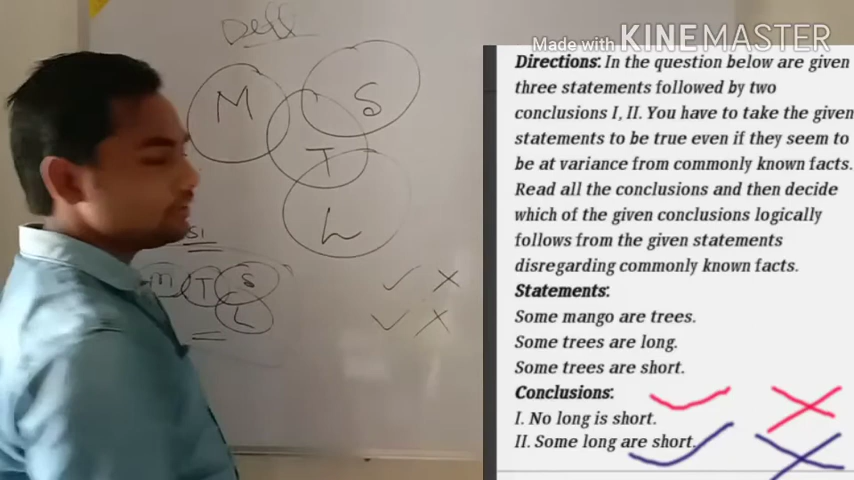 Made with KINEMASTER
Deff
M
S
T
L
S1
M T S
L
Directions: In the question below are given
three statements followed by two
conclusions I, II. You have to take the given
statements to be true even if they seem to
be at variance from commonly known facts.
Read all the conclusions and then decide
which of the given conclusions logically
follows from the given statements
disregarding commonly known facts.
Statements:
Some mango are trees.
Some trees are long.
Some trees are short.
Conclusions:
I. No long is short.
II. Some long are short.